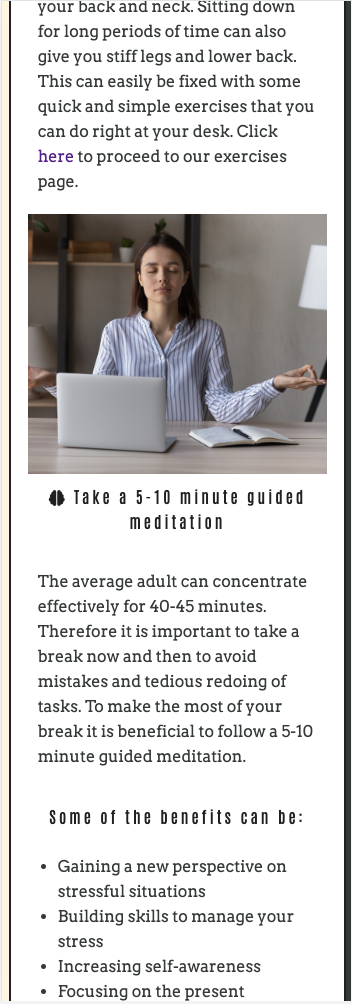 your back and neck. Sitting down
for long periods of time can also
give you stiff legs and lower back.
This can easily be fixed with some
quick and simple exercises that you
can do right at your desk. Click
here to proceed to our exercises
page.
Take a 5-10 minute guided
meditation
The average adult can concentrate
effectively for 40-45 minutes.
Therefore it is important to take a
break now and then to avoid
mistakes and tedious redoing of
tasks. To make the most of your
break it is beneficial to follow a 5-10
minute guided meditation.
Some of the benefits can be:
• Gaining a new perspective on
stressful situations
• Building skills to manage your
stress
• Increasing self-awareness
• Focusing on the present